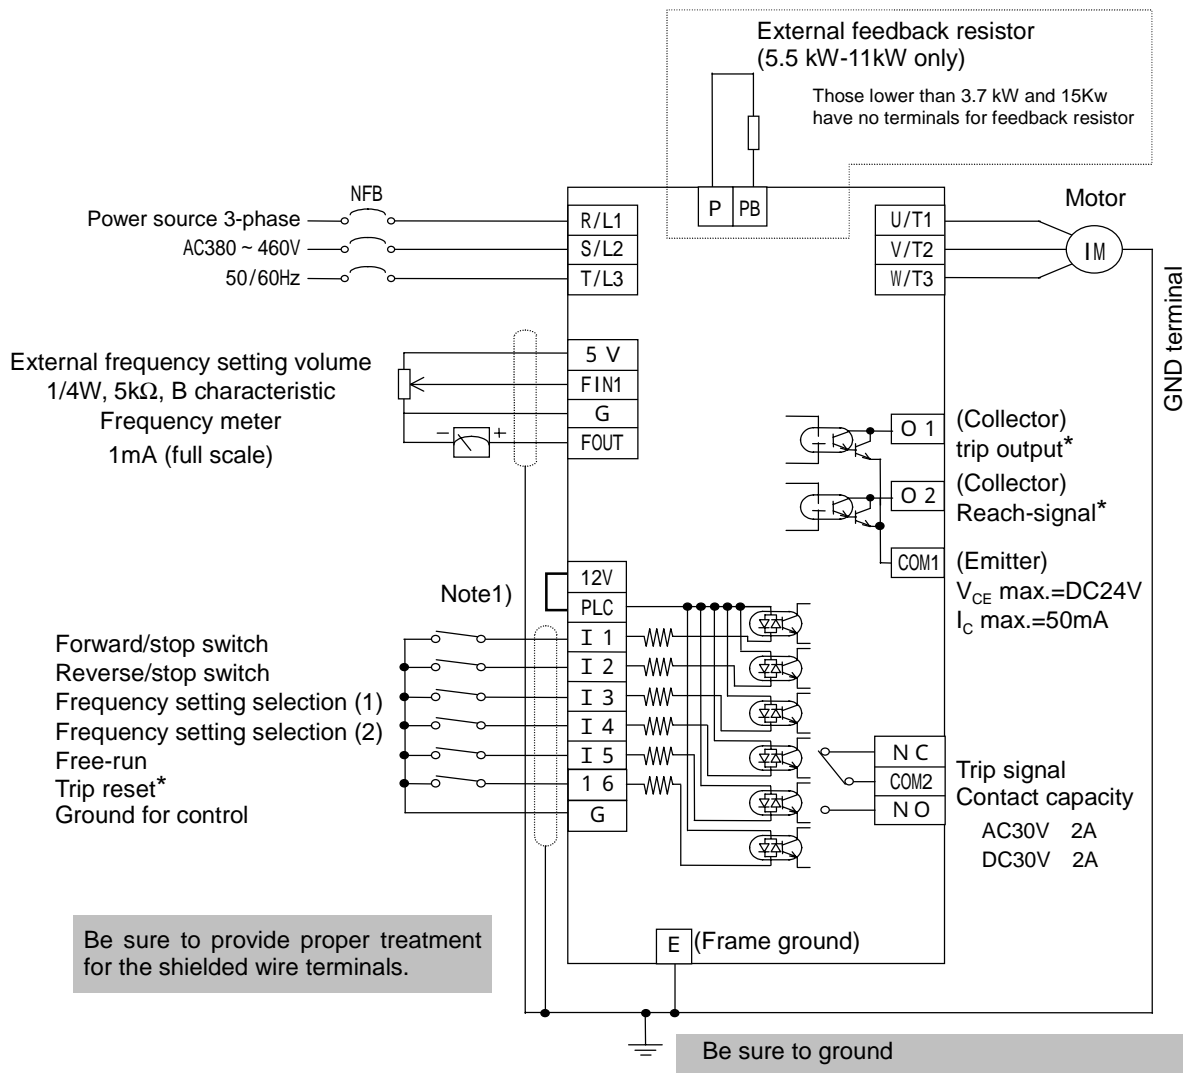 External feedback resistor
(5.5 kW-11kW only)
Those lower than 3.7 kW and 15Kw
have no terminals for feedback resistor
NFB
P PB
Motor
Power source 3-phase
R/L1
U/T1
AC380 ~ 460V
S/L2
V/T2
IM
50/60Hz
T/L3
W/T3
GND terminal
External frequency setting volume
5 V
1/4W, 5kΩ, B characteristic
FIN1
Frequency meter
G
1mA (full scale)
− +
FOUT
O 1
(Collector)
trip output*
O 2
(Collector)
Reach-signal*
COM1
(Emitter)
VCE max.=DC24V
IC max.=50mA
Note1)
12V
PLC
Forward/stop switch
I 1
Reverse/stop switch
I 2
Frequency setting selection (1)
I 3
Frequency setting selection (2)
I 4
Free-run
I 5
Trip reset*
1 6
Ground for control
G
N C
COM2
N O
Trip signal
Contact capacity
AC30V 2A
DC30V 2A
Be sure to provide proper treatment
for the shielded wire terminals.
E (Frame ground)
Be sure to ground